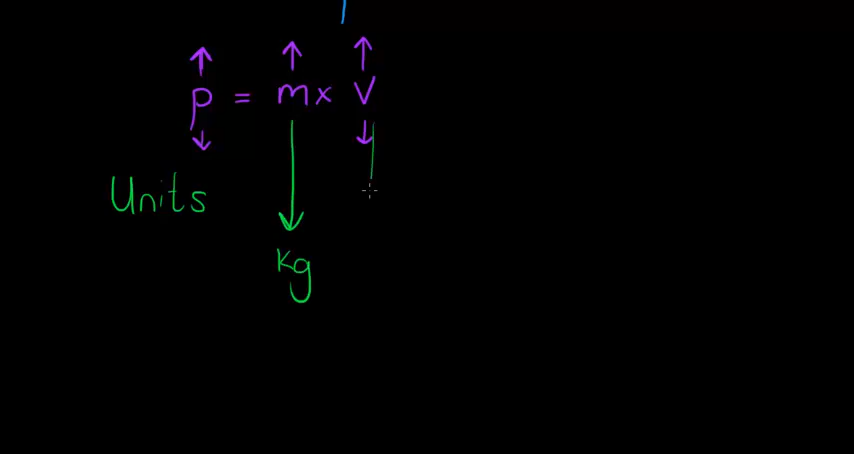 p = m x v
Units
kg